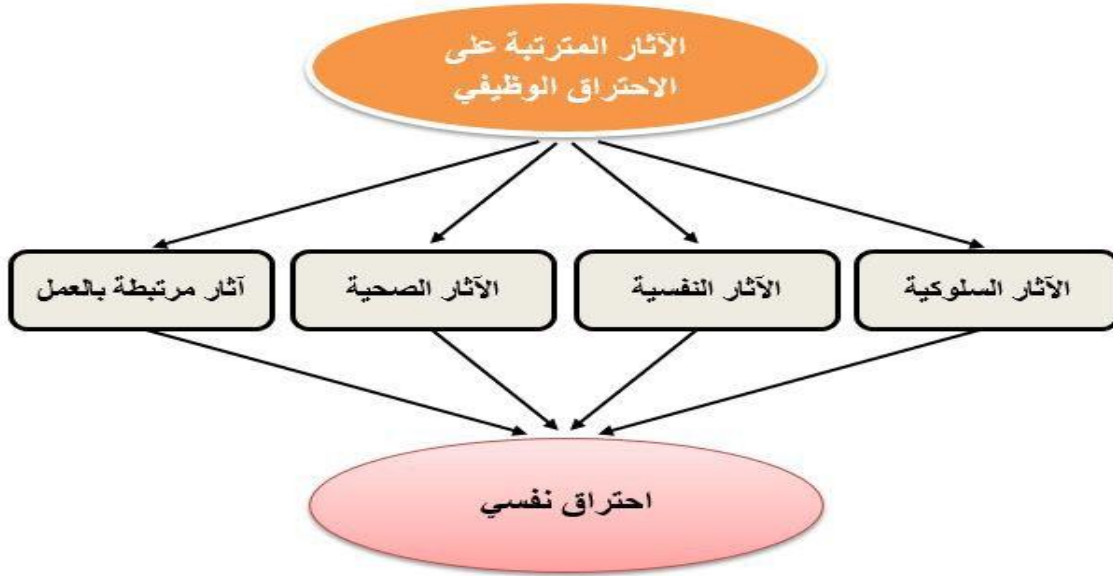 الآثار المترتبة على
الاحتراق الوظيفي
الآثار السلوكية
الآثار النفسية
الآثار الصحية
آثار مرتبطة بالعمل
احتراق نفسي